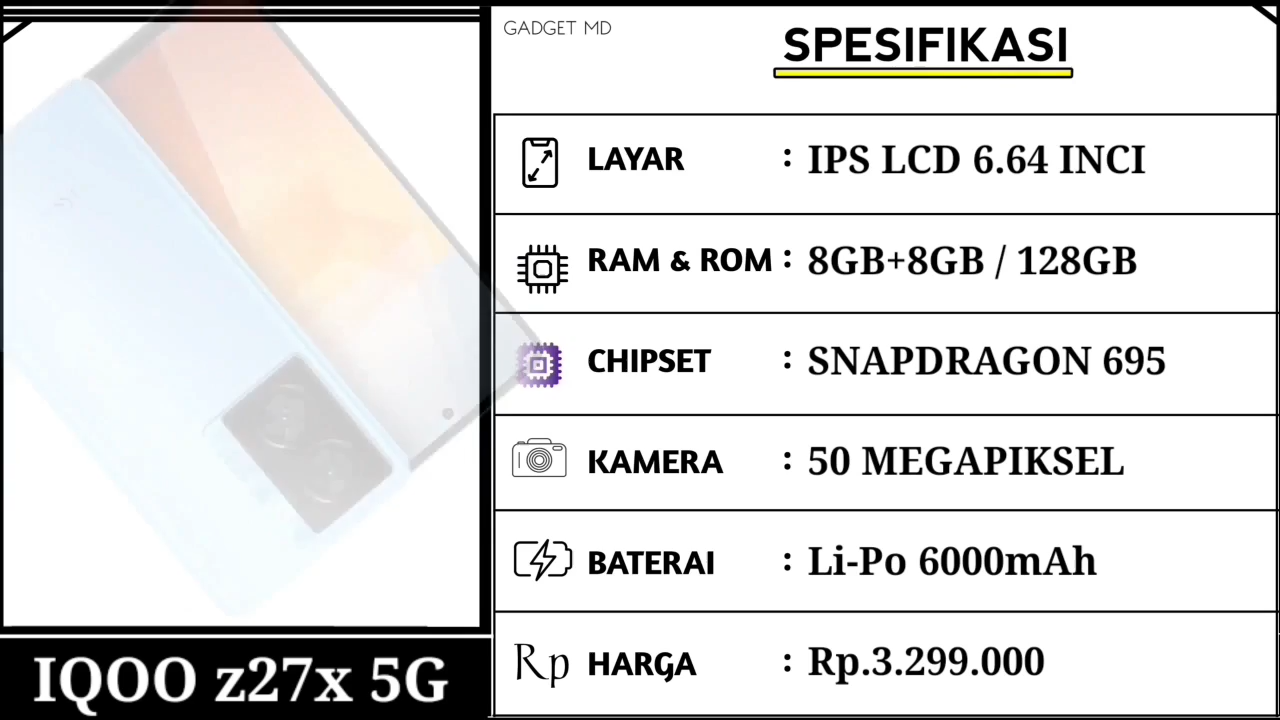 GADGET MD
SPESIFIKASI
LAYAR : IPS LCD 6.64 INCI
RAM & ROM : 8GB+8GB / 128GB
CHIPSET : SNAPDRAGON 695
KAMERA : 50 MEGAPIKSEL
BATERAI : Li-Po 6000mAh
Rp HARGA : Rp.3.299.000
IQOO z27x 5G